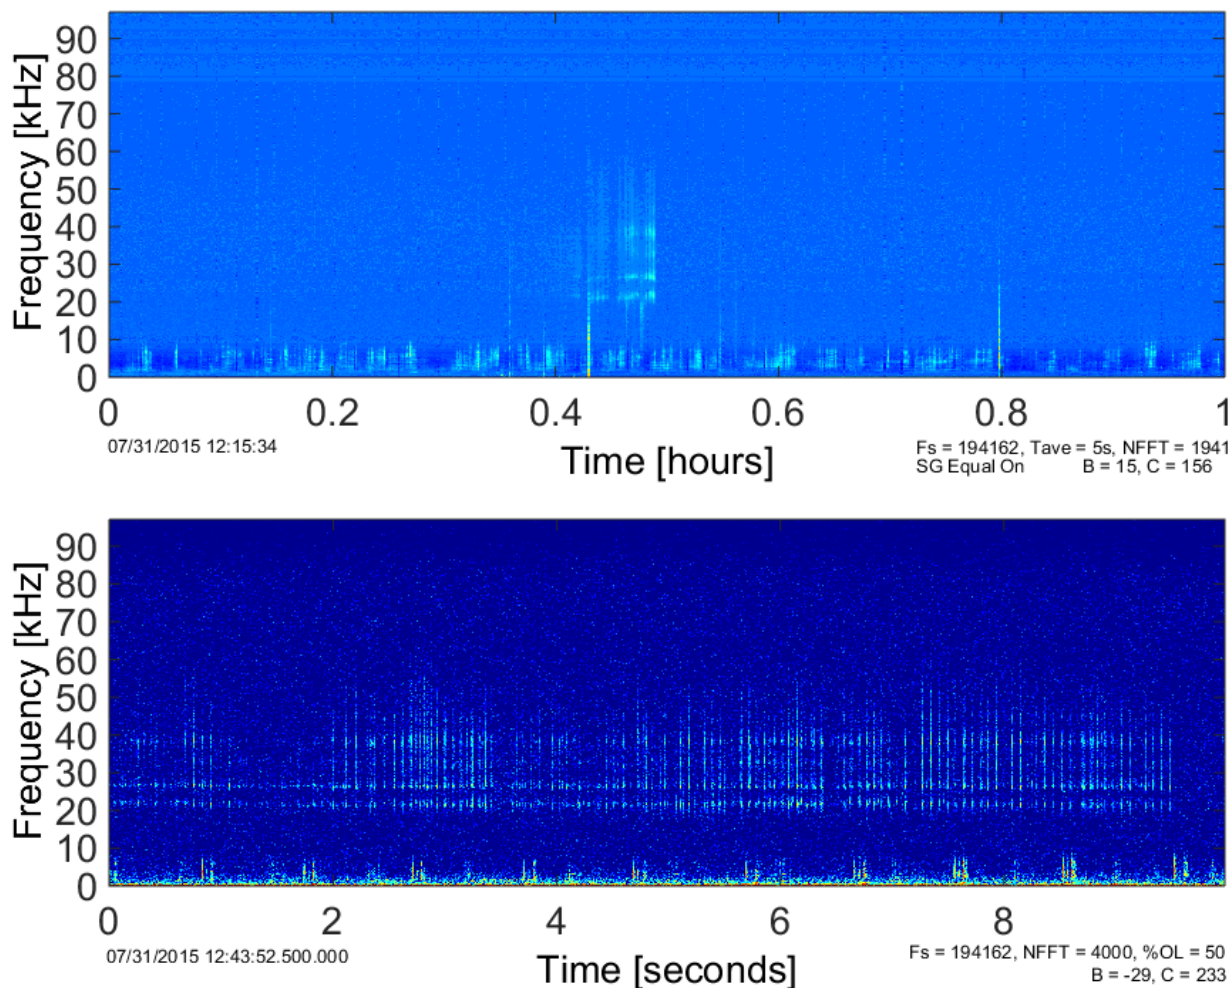 90
80
70
60
50
40
30
20
10
0
Frequency [kHz]
0 0.2 0.4 0.6 0.8 1
07/31/2015 12:15:34
Time [hours]
Fs = 194162, Tave = 5s, NFFT = 1941
SG Equal On B = 15, C = 156
90
80
70
60
50
40
30
20
10
0
Frequency [kHz]
0 2 4 6 8
07/31/2015 12:43:52.500.000
Time [seconds]
Fs = 194162, NFFT = 4000, %OL = 50
B = -29, C = 233